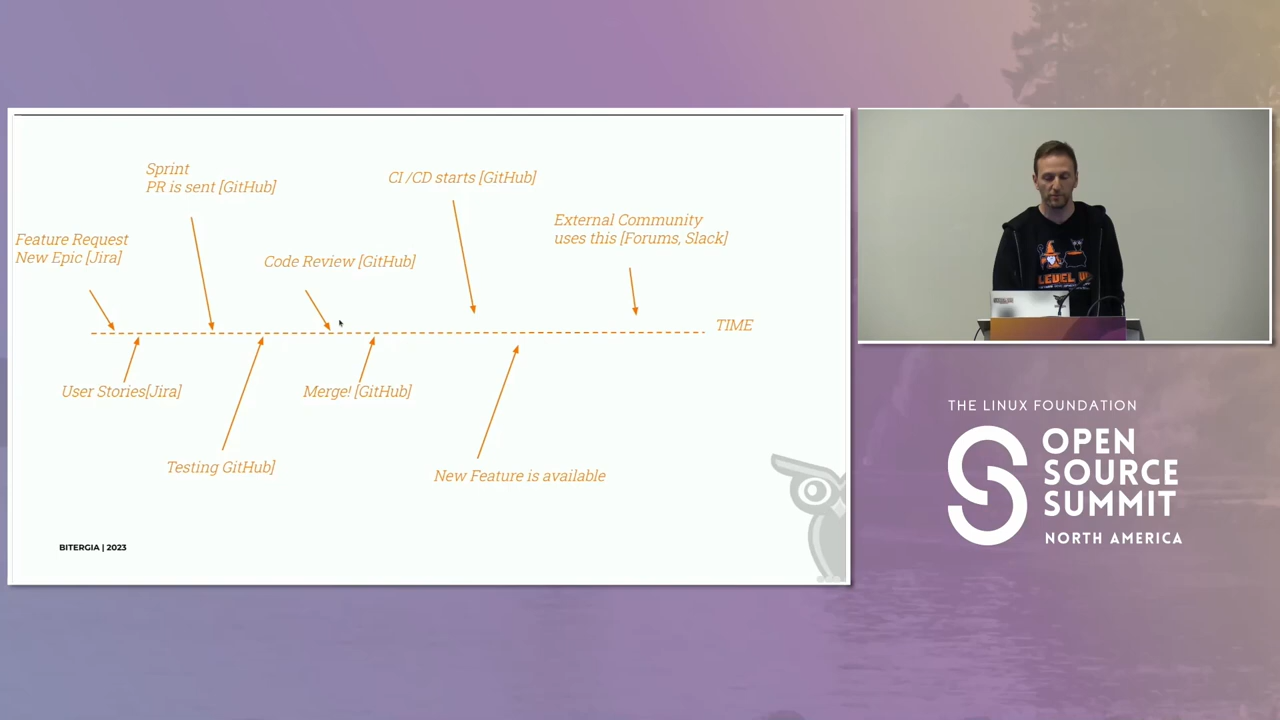 Sprint
PR is sent [GitHub]
CI /CD starts [GitHub]
External Community
uses this [Forums, Slack]
Feature Request
New Epic [Jira]
Code Review [GitHub]
TIME
User Stories[Jira]
Merge! [GitHub]
Testing GitHub]
New Feature is available
BITERGIA | 2023
LEVEL
THE LINUX FOUNDATION
OPEN
SOURCE
SUMMIT
NORTH AMERICA